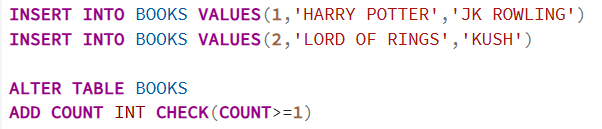 INSERT INTO BOOKS VALUES(1,'HARRY POTTER','JK ROWLING')
INSERT INTO BOOKS VALUES(2,'LORD OF RINGS','KUSH')
ALTER TABLE BOOKS
ADD COUNT INT CHECK(COUNT>=1)